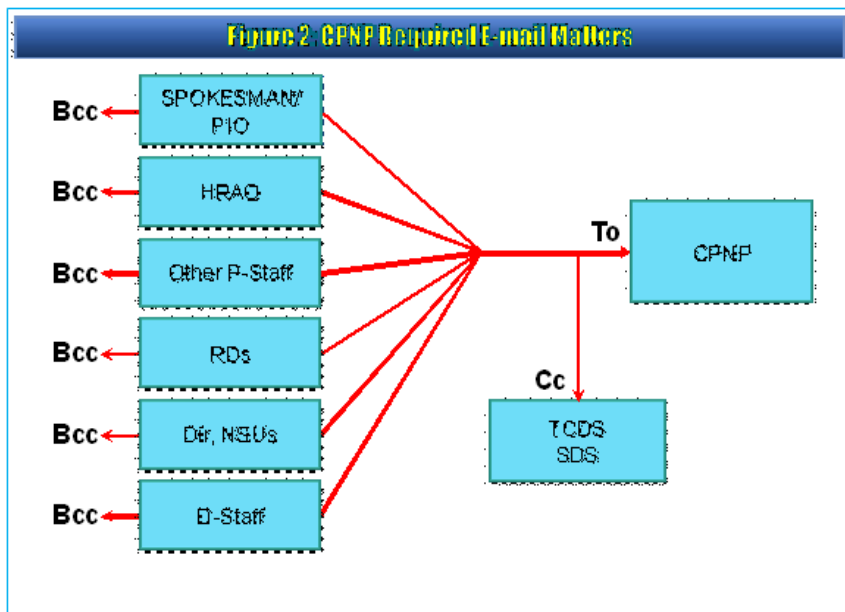 Figure 2: CPNP Required E-mail Matters
Bcc
SPOKESMAN/
PIO
Bcc
HRAO
Bcc
Other P-Staff
Bcc
RDs
Bcc
Dir, NSUs
Bcc
D-Staff
To
CPNP
Cc
TCDS
SDS